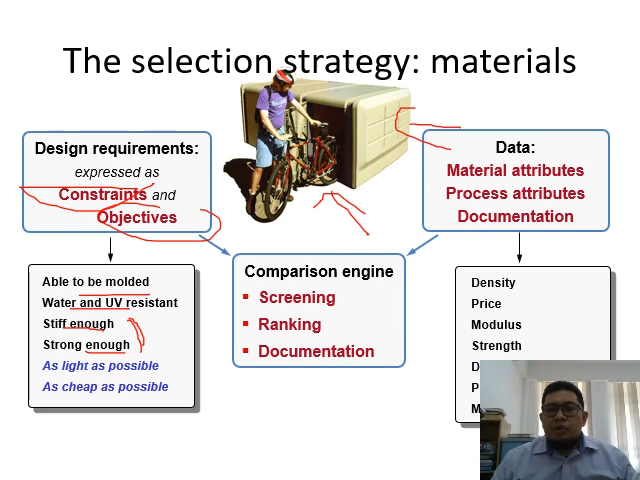 The selection strategy: materials
Design requirements:
expressed as
Constraints and
Objectives
Data:
Material attributes
Process attributes
Documentation
Comparison engine
▪ Screening
▪ Ranking
▪ Documentation
Able to be molded
Water and UV resistant
Stiff enough
Strong enough
As light as possible
As cheap as possible
Density
Price
Modulus
Strength